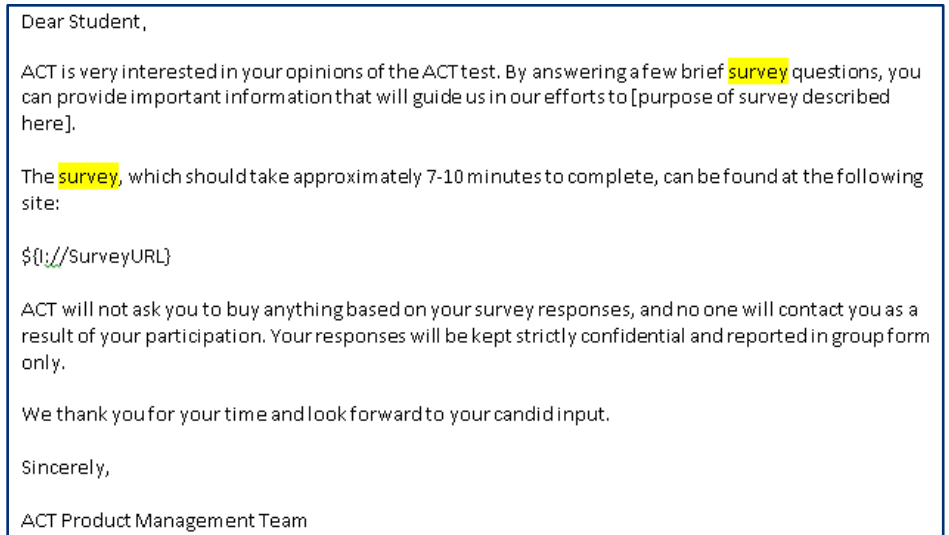 Dear Student,
ACT is very interested in your opinions of the ACT test. By answering a few brief survey questions, you
can provide important information that will guide us in our efforts to [purpose of survey described
here].
The survey, which should take approximately 7-10 minutes to complete, can be found at the following
site:
${I://SurveyURL}
ACT will not ask you to buy anything based on your survey responses, and no one will contact you as a
result of your participation. Your responses will be kept strictly confidential and reported in group form
only.
We thank you for your time and look forward to your candid input.
Sincerely,
ACT Product Management Team